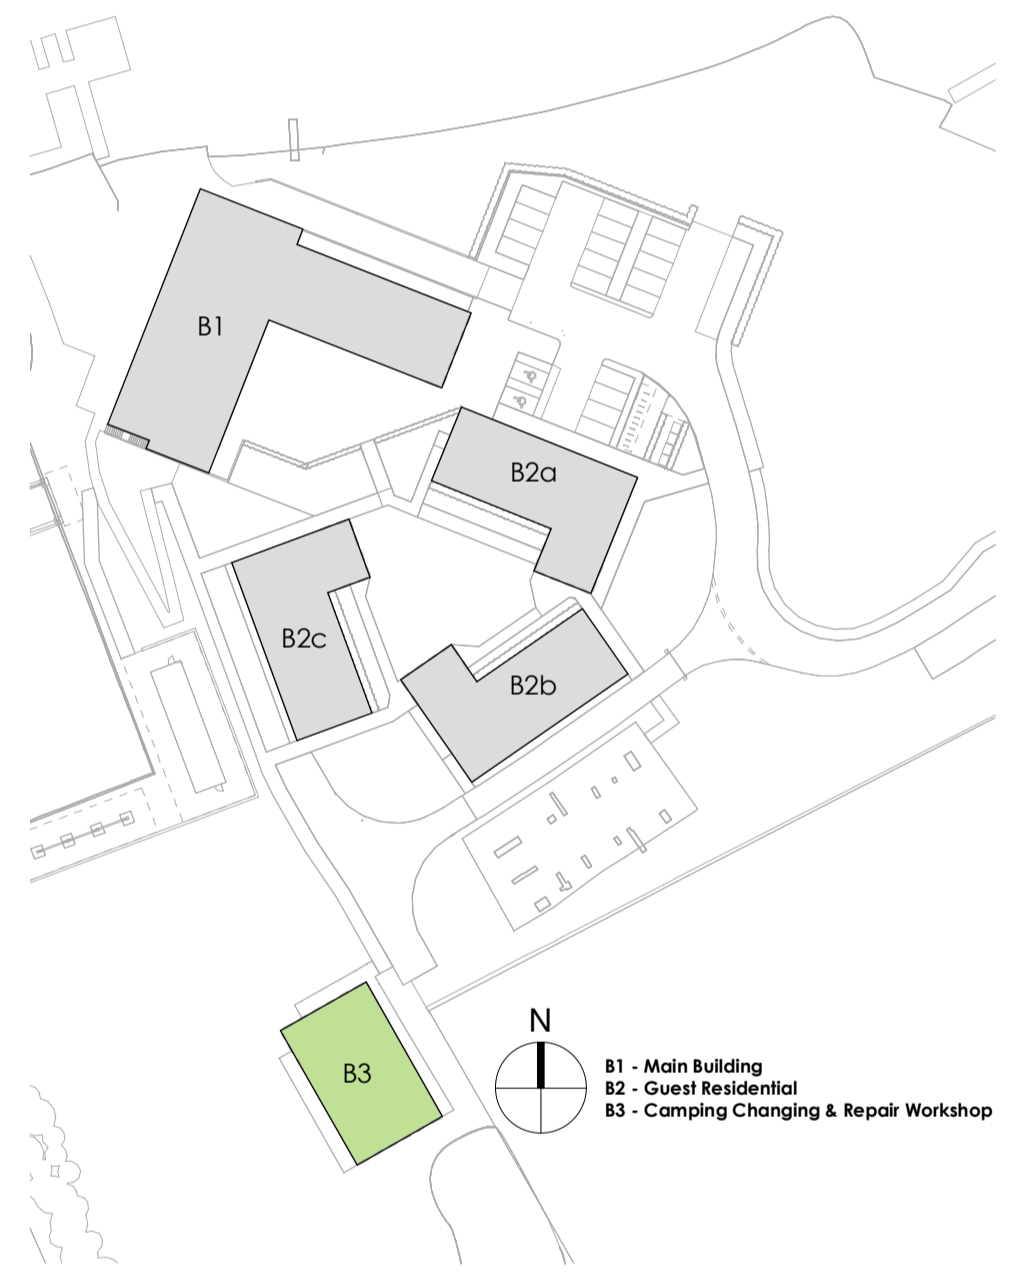 B1
B2a
B2c
B2b
B3
N
B1 - Main Building
B2 - Guest Residential
B3 - Camping Changing & Repair Workshop